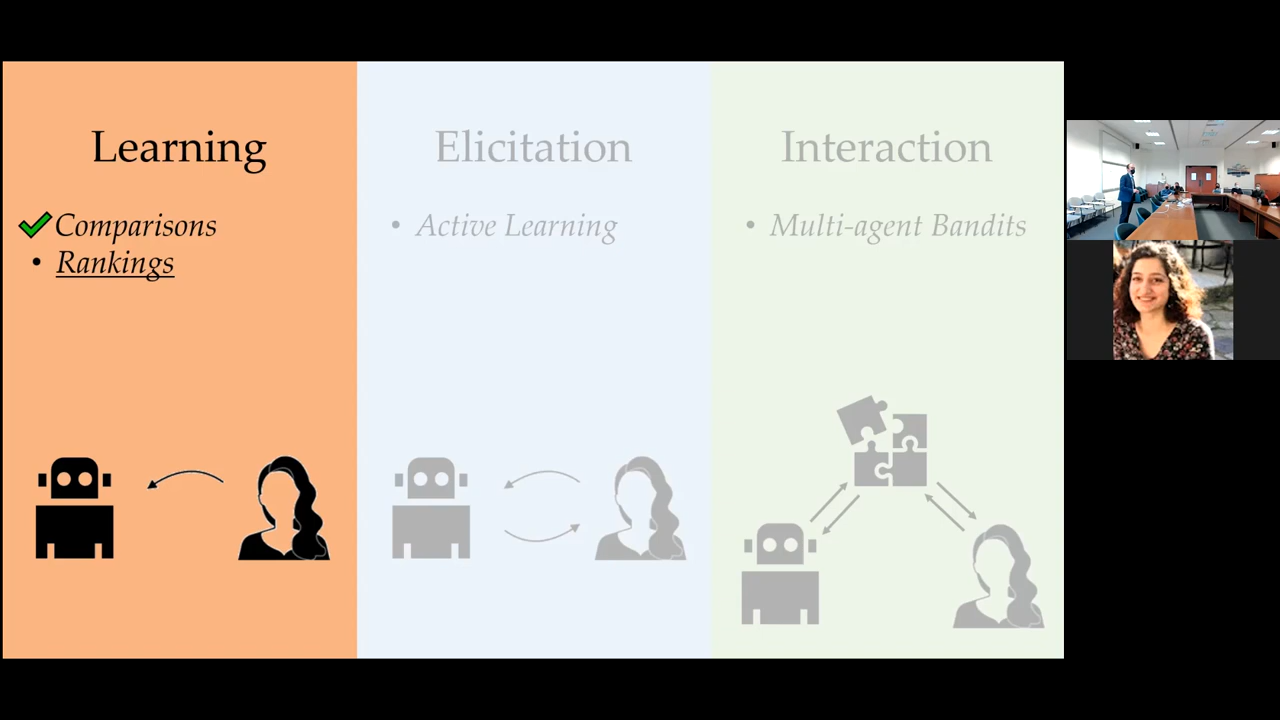 Learning
Comparisons
• Rankings
Elicitation
• Active Learning
Interaction
• Multi-agent Bandits